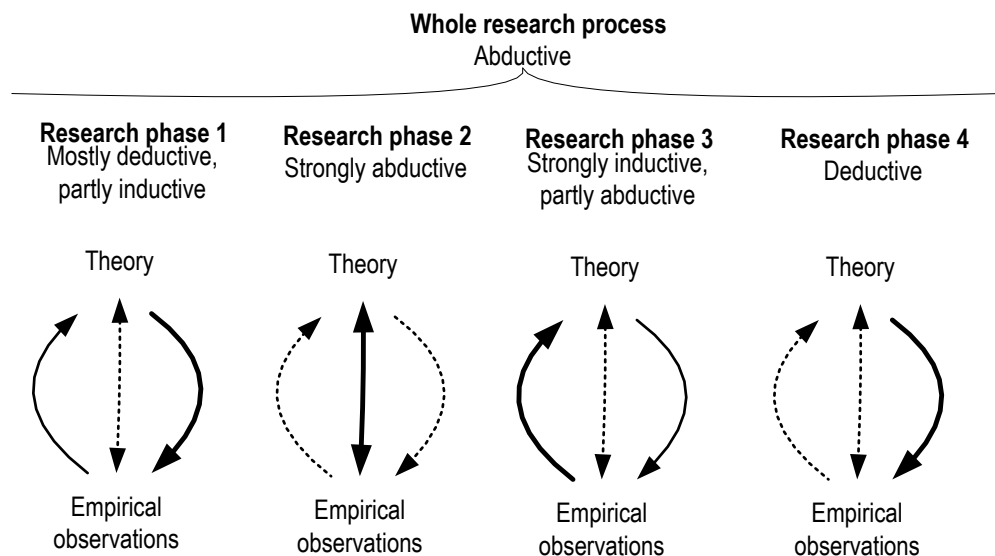 Whole research process
Abductive
Research phase 1
Mostly deductive,
partly inductive
Research phase 2
Strongly abductive
Research phase 3
Strongly inductive,
partly abductive
Research phase 4
Deductive
Theory
Theory
Theory
Theory
Empirical
observations
Empirical
observations
Empirical
observations
Empirical
observations